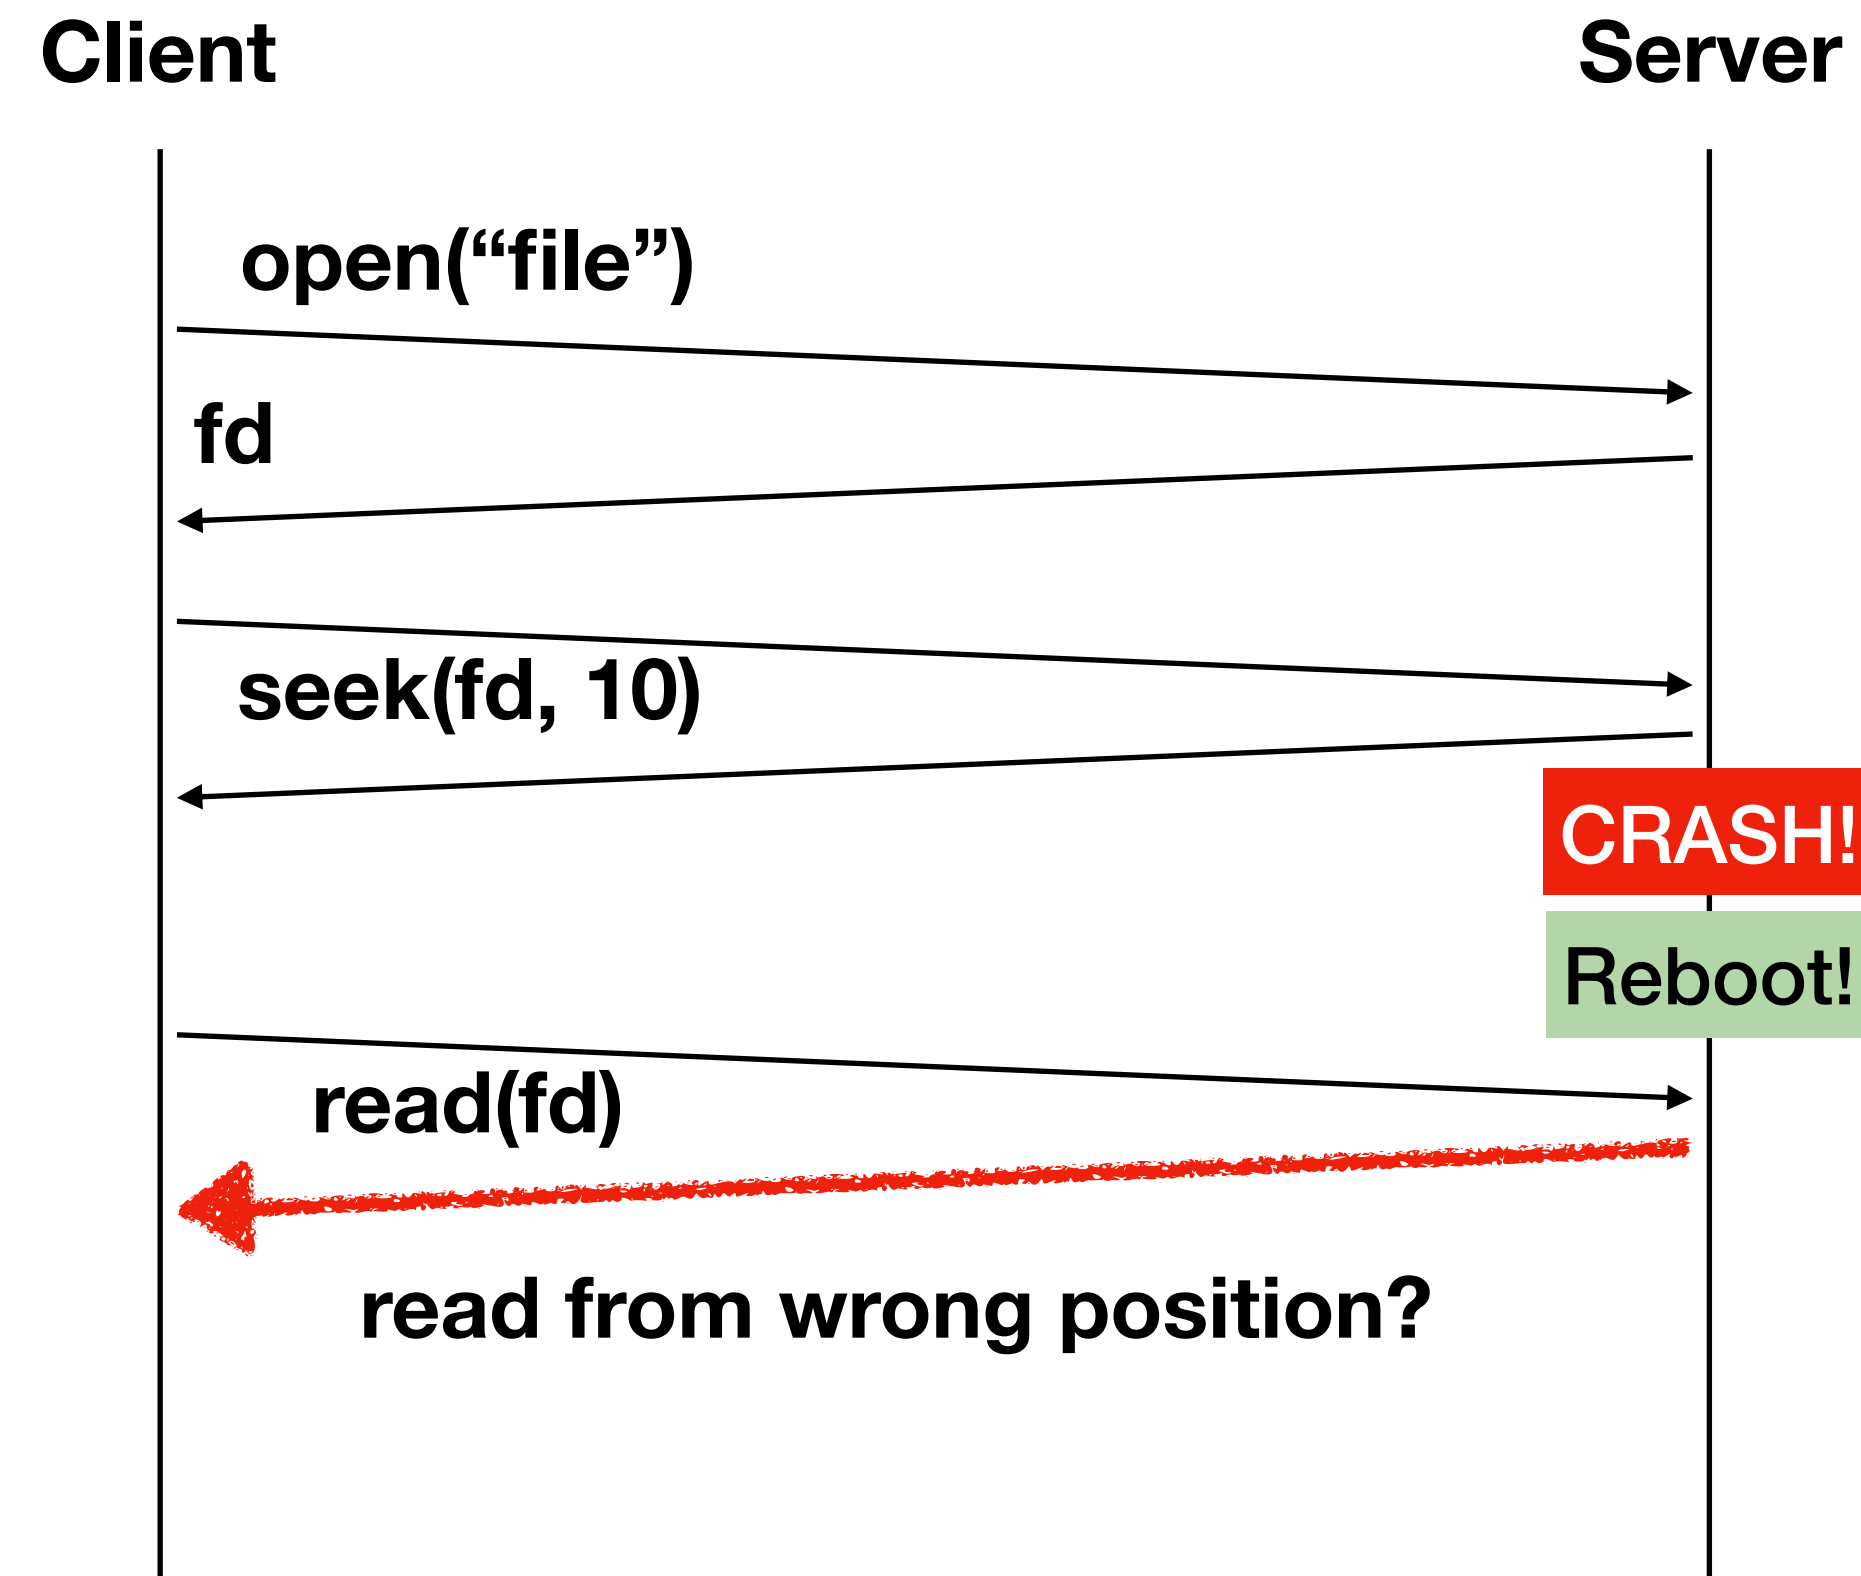 Client
Server
open(“file”)
fd
seek(fd, 10)
CRASH!
Reboot!
read(fd)
read from wrong position?